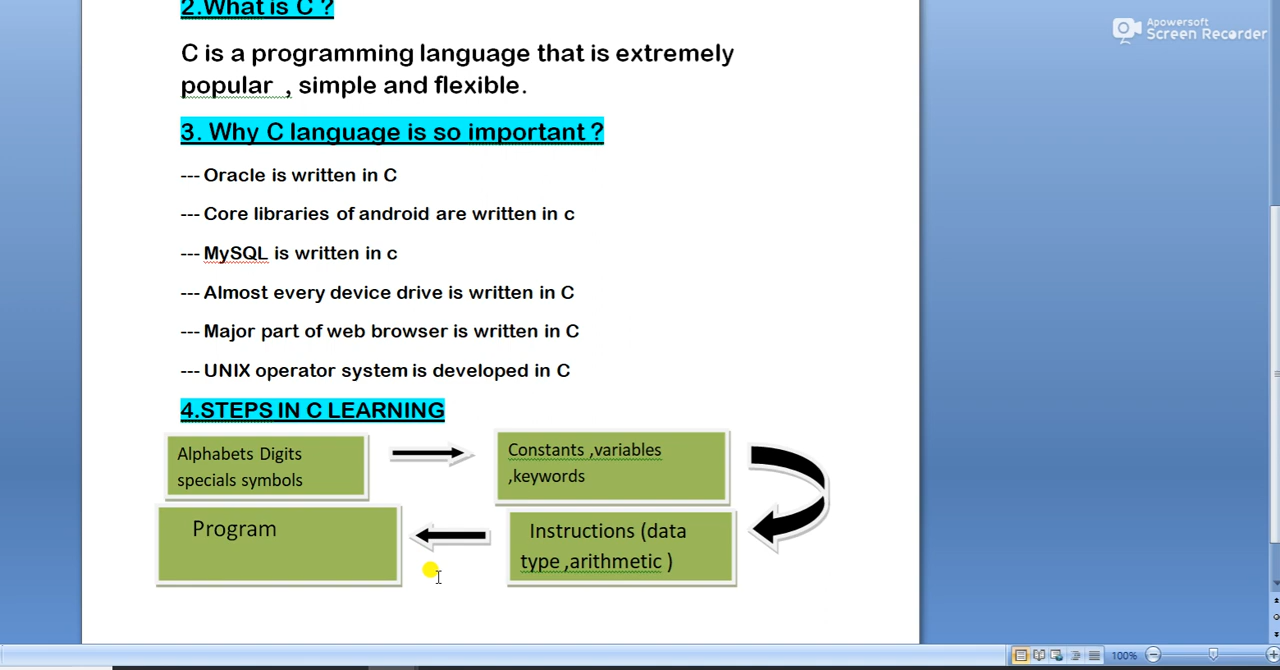 2.What is C ?
Apowersoft
Screen Recorder
C is a programming language that is extremely
popular , simple and flexible.
3. Why C language is so important ?
--- Oracle is written in C
--- Core libraries of android are written in c
--- MySQL is written in c
--- Almost every device drive is written in C
--- Major part of web browser is written in C
--- UNIX operator system is developed in C
4.STEPS IN C LEARNING
Alphabets Digits
specials symbols
Constants ,variables
,keywords
Instructions (data
type ,arithmetic )
Program
100%